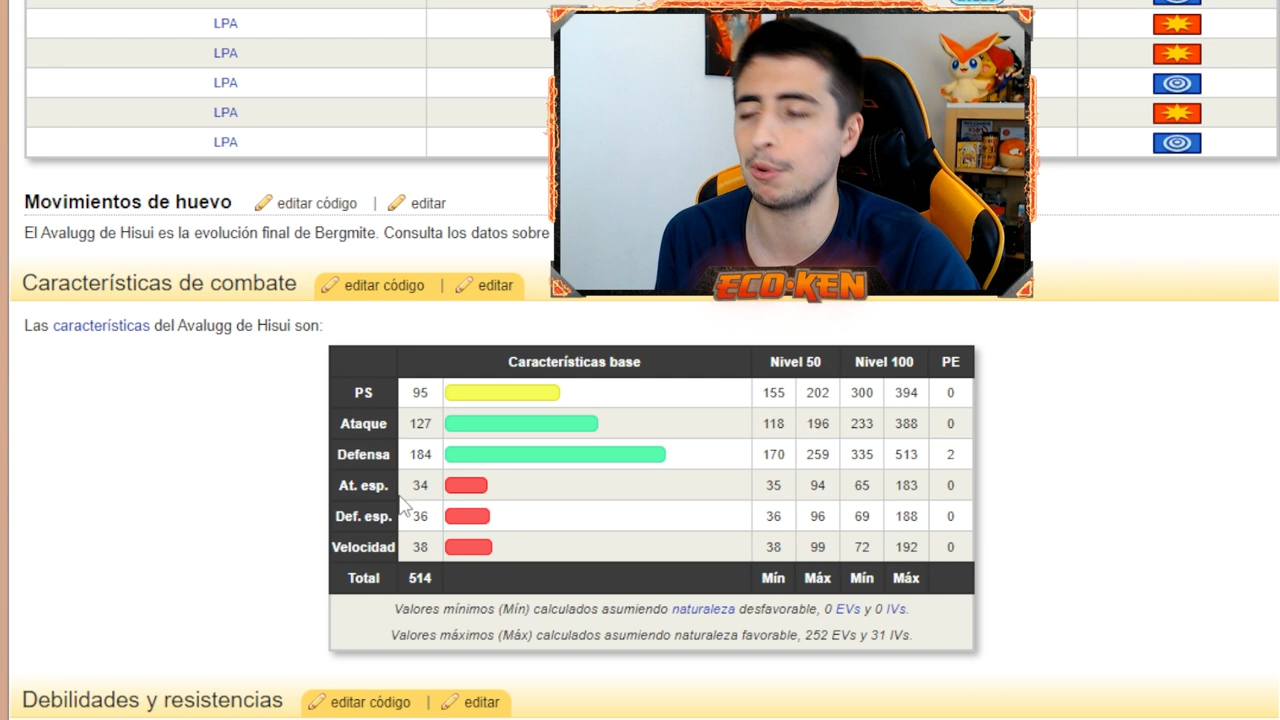 LPA
LPA
LPA
LPA
LPA
Movimientos de huevo editar código | editar
El Avalugg de Hisui es la evolución final de Bergmite. Consulta los datos sobre
ECO·KEN
Características de combate editar código | editar
Las características del Avalugg de Hisui son:
Características base Nivel 50 Nivel 100 PE
PS 95 155 202 300 394 0
Ataque 127 118 196 233 388 0
Defensa 184 170 259 335 513 2
At. esp. 34 35 94 65 183 0
Def. esp. 36 36 96 69 188 0
Velocidad 38 38 99 72 192 0
Total 514 Mín Máx Mín Máx
Valores mínimos (Mín) calculados asumiendo naturaleza desfavorable, 0 EVs y 0 IVs.
Valores máximos (Máx) calculados asumiendo naturaleza favorable, 252 EVs y 31 IVs.
Debilidades y resistencias editar código | editar